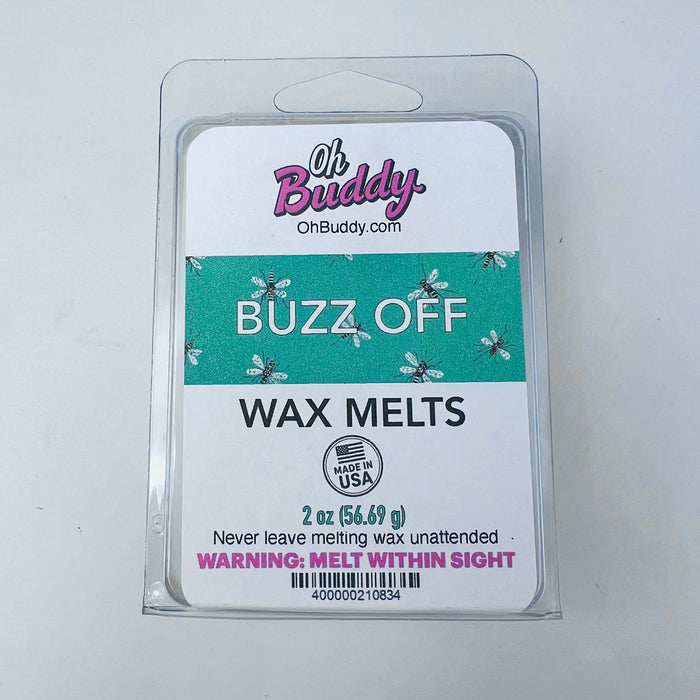 Oh
Buddy
OhBuddy.com
BUZZ OFF
WAX MELTS
MADE IN
USA
2 oz (56.69 g)
Never leave melting wax unattended
WARNING: MELT WITHIN SIGHT
400000210834